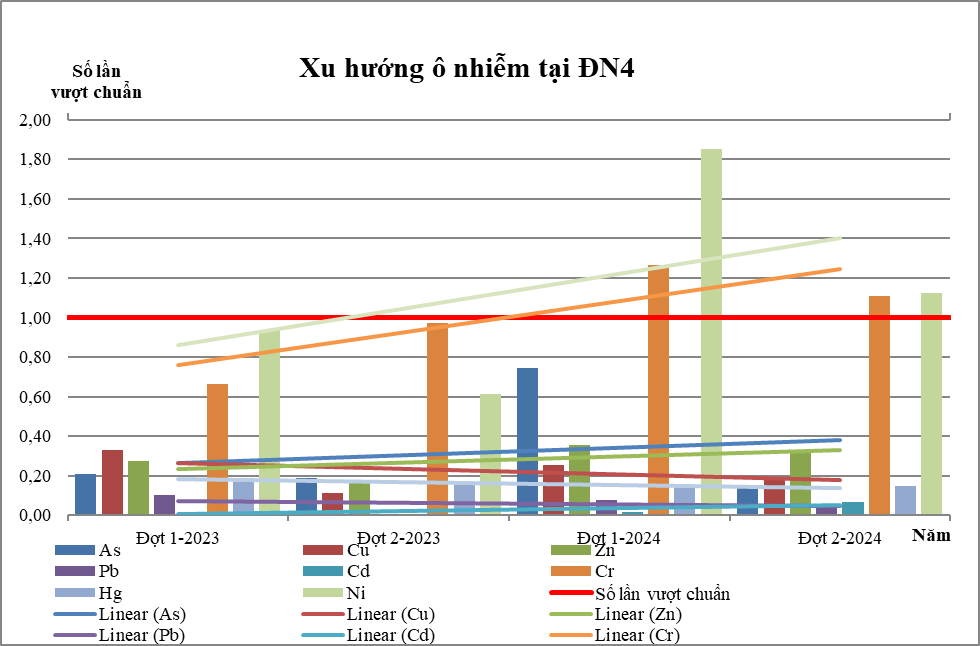 Xu hướng ô nhiễm tại ĐN4
Số lần
vượt chuẩn
2,00
1,80
1,60
1,40
1,20
1,00
0,80
0,60
0,40
0,20
0,00
Đợt 1-2023 Đợt 2-2023 Đợt 1-2024 Đợt 2-2024 Năm
As Cu Zn
Pb Cd Cr
Hg Ni Số lần vượt chuẩn
Linear (As) Linear (Cu) Linear (Zn)
Linear (Pb) Linear (Cd) Linear (Cr)